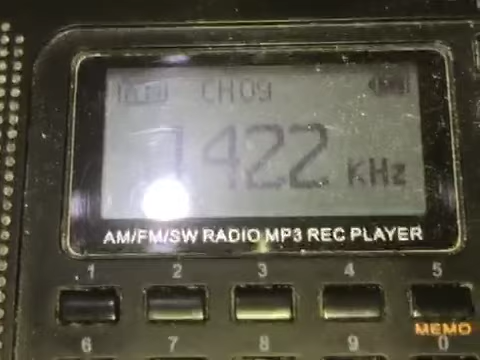 CH09
1422 KHz
AM/FM/SW RADIO MP3 REC PLAYER
1 2 3 4 5
MEMO
6 7 8 9 0